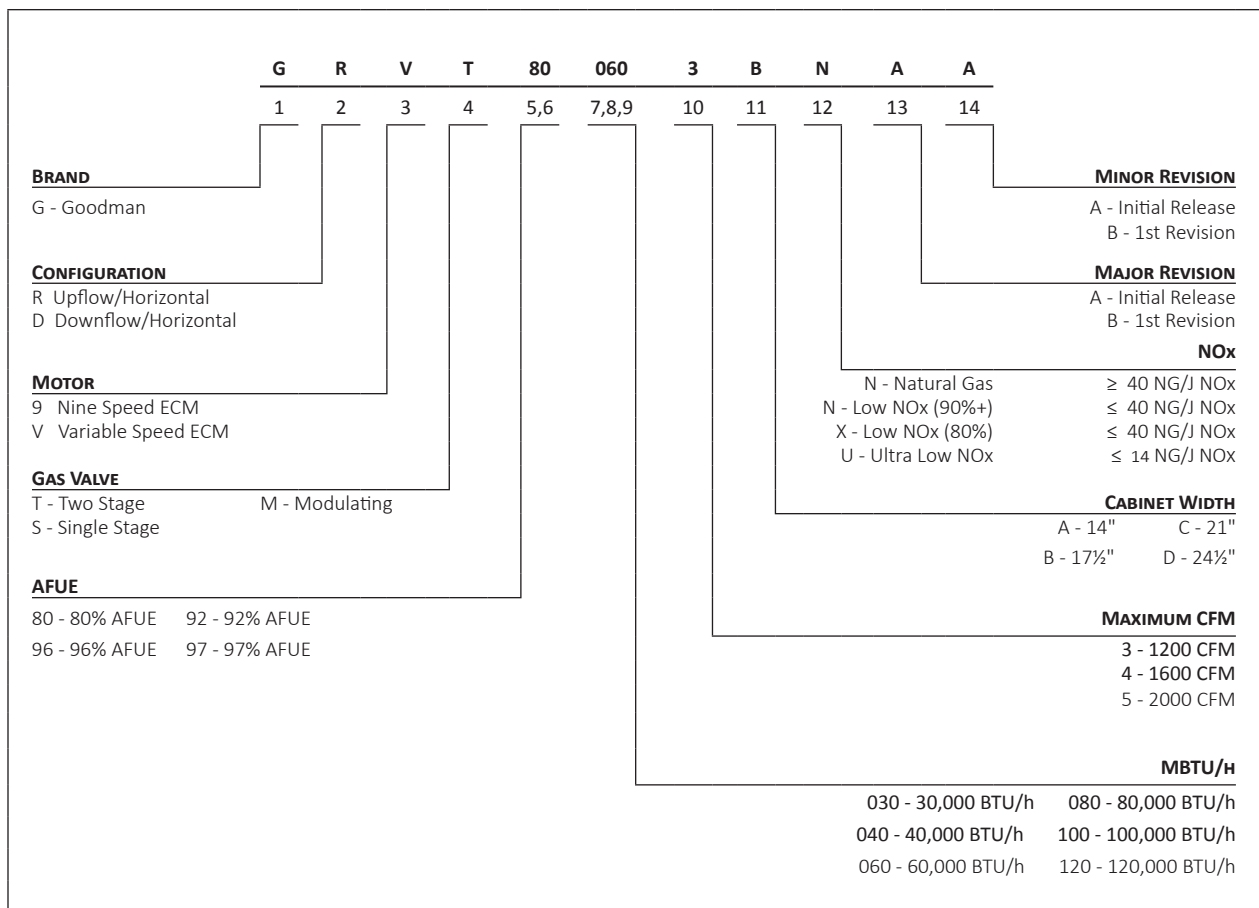 G R V T 80 060 3 B N A A
1 2 3 4 5,6 7,8,9 10 11 12 13 14
BRAND
G - Goodman
CONFIGURATION
R Upflow/Horizontal
D Downflow/Horizontal
MOTOR
9 Nine Speed ECM
V Variable Speed ECM
GAS VALVE
T - Two Stage M - Modulating
S - Single Stage
AFUE
80 - 80% AFUE 92 - 92% AFUE
96 - 96% AFUE 97 - 97% AFUE
MINOR REVISION
A - Initial Release
B - 1st Revision
MAJOR REVISION
A - Initial Release
B - 1st Revision
NOx
N - Natural Gas ≥ 40 NG/J NOx
N - Low NOx (90%+) ≤ 40 NG/J NOx
X - Low NOx (80%) ≤ 40 NG/J NOx
U - Ultra Low NOx ≤ 14 NG/J NOx
CABINET WIDTH
A - 14" C - 21"
B - 17½" D - 24½"
MAXIMUM CFM
3 - 1200 CFM
4 - 1600 CFM
5 - 2000 CFM
MBTU/H
030 - 30,000 BTU/h 080 - 80,000 BTU/h
040 - 40,000 BTU/h 100 - 100,000 BTU/h
060 - 60,000 BTU/h 120 - 120,000 BTU/h